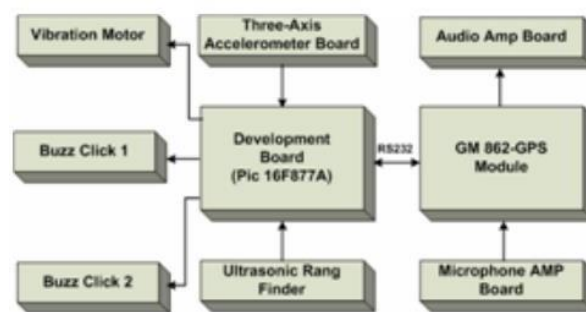 Vibration Motor
Three-Axis
Accelerometer Board
Audio Amp Board
Buzz Click 1
Development
Board
(Pic 16F877A)
RS232
GM 862-GPS
Module
Buzz Click 2
Ultrasonic Rang
Finder
Microphone AMP
Board